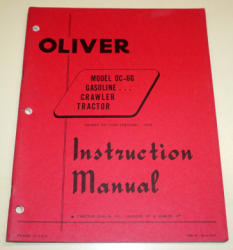 OLIVER
MODEL OC-6G
GASOLINE...
CRAWLER
TRACTOR
Instruction
Manual